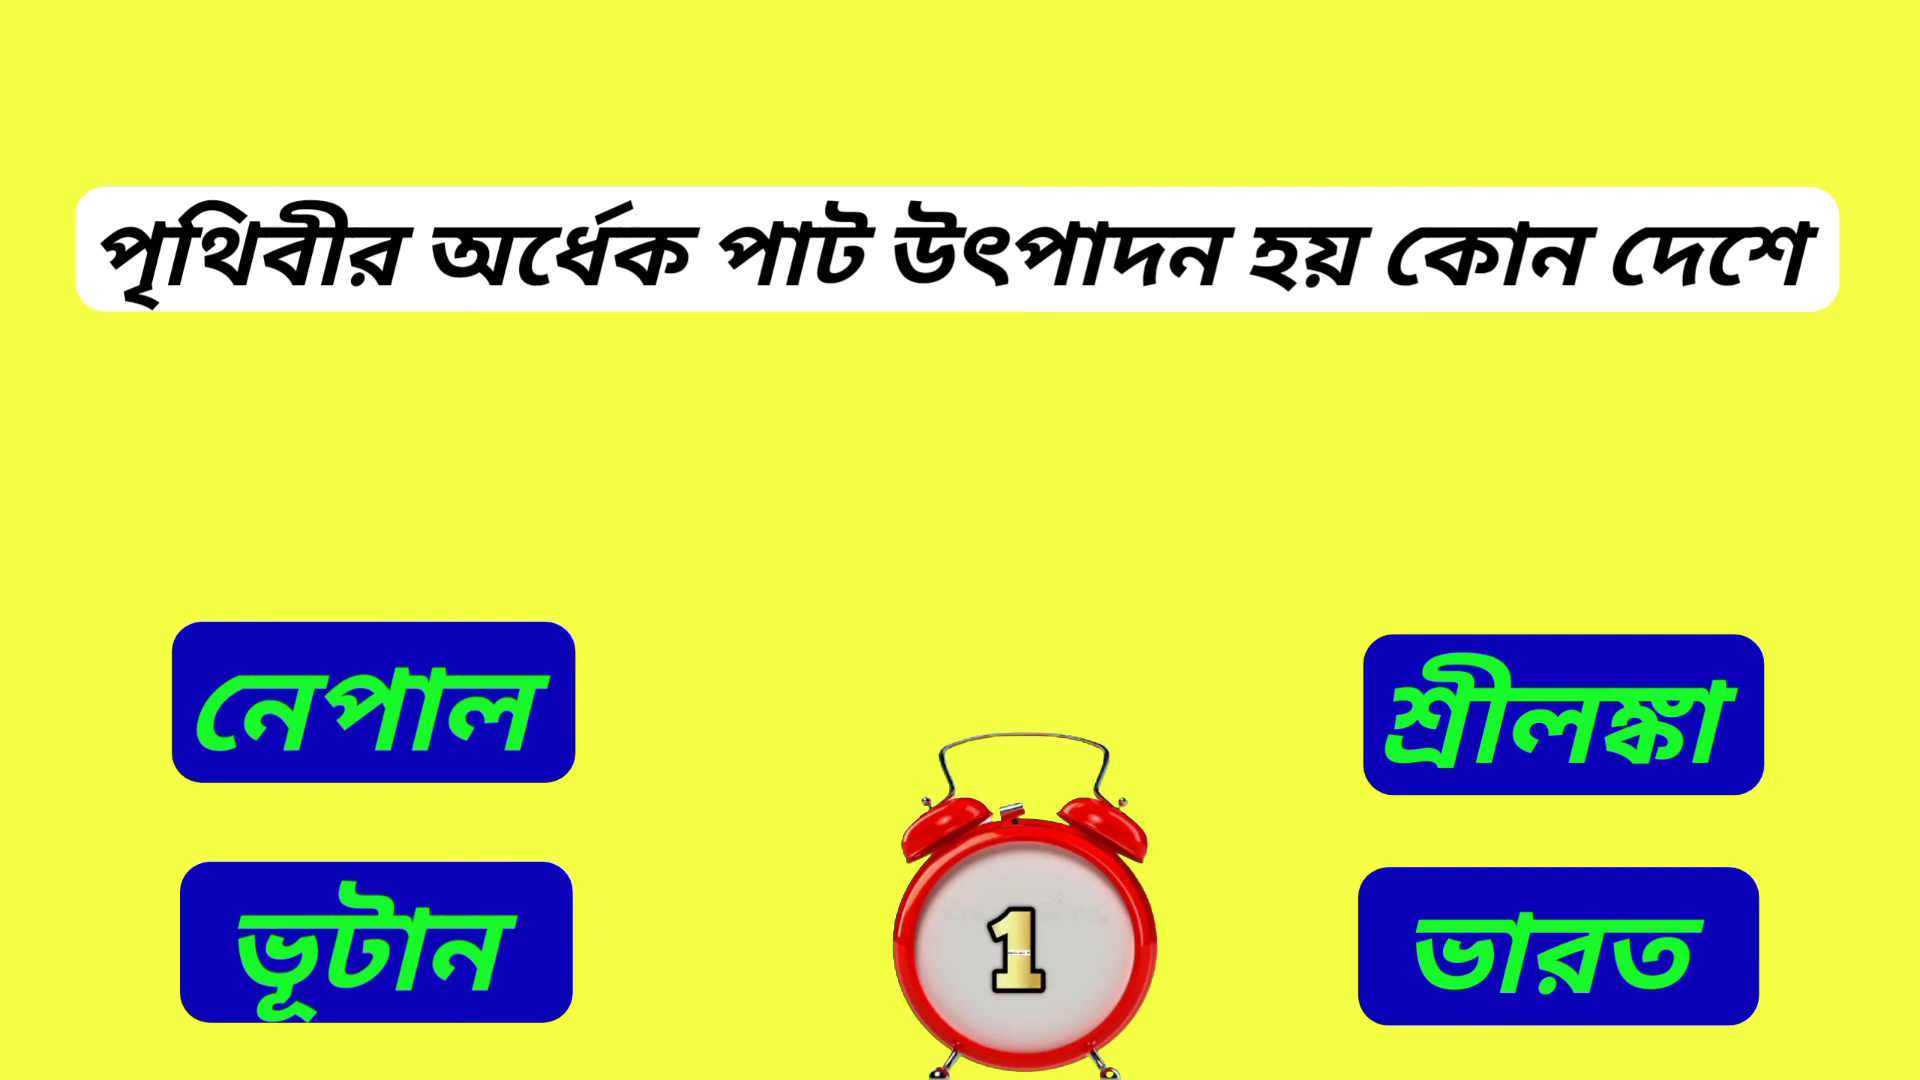 পৃথিবীর অর্ধেক পাট উৎপাদন হয় কোন দেশে
নেপাল
শ্রীলঙ্কা
ভূটান
ভারত
1